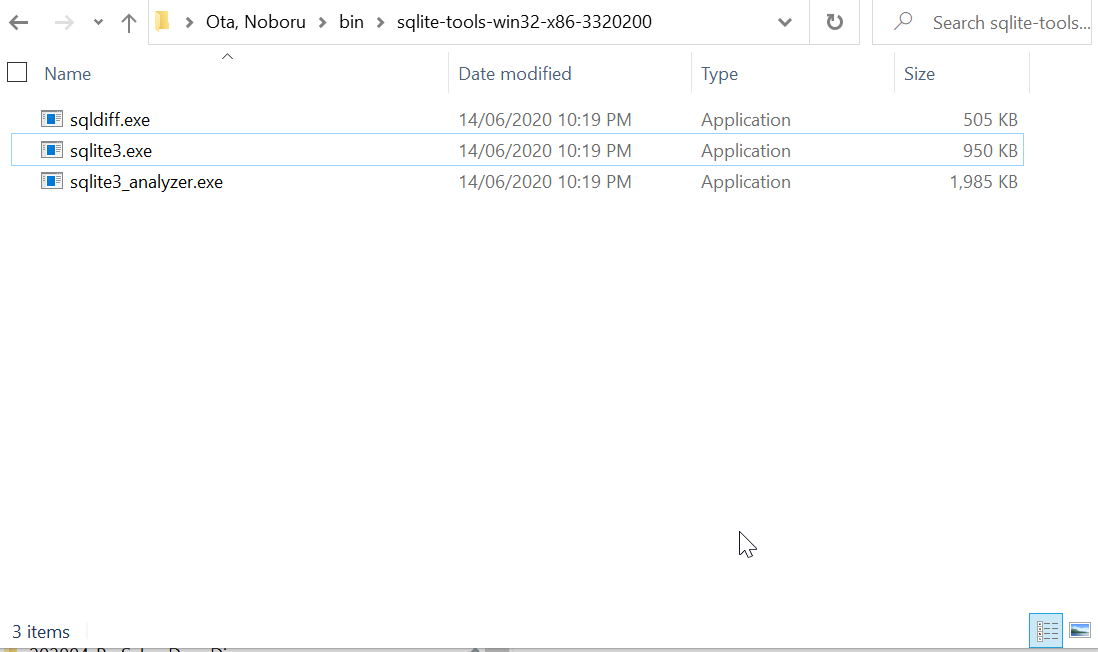 Ota, Noboru bin sqlite-tools-win32-x86-3320200 Search sqlite-tools...
Name Date modified Type Size
sqldiff.exe 14/06/2020 10:19 PM Application 505 KB
sqlite3.exe 14/06/2020 10:19 PM Application 950 KB
sqlite3_analyzer.exe 14/06/2020 10:19 PM Application 1,985 KB
3 items